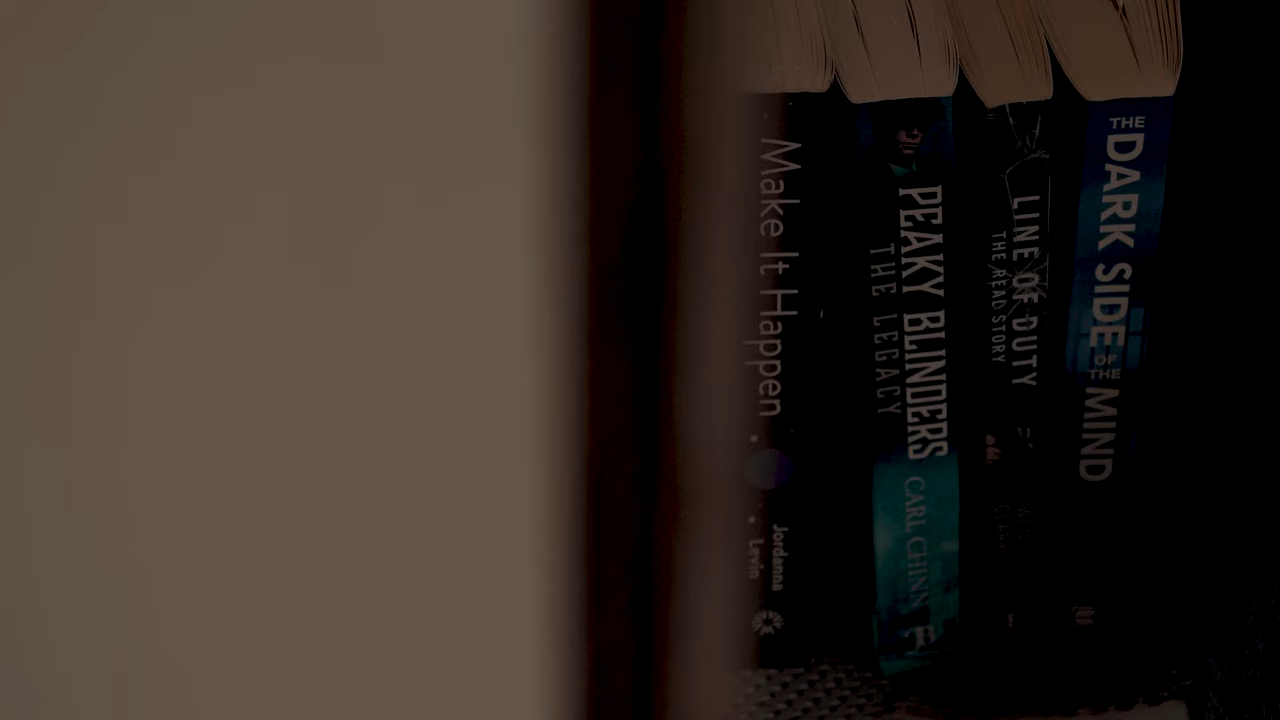 Make It Happen
Jordanna
Levin
PEAKY BLINDERS
THE LEGACY
CARL CHINN
LINE OF DUTY
THE READ STORY
THE
DARK SIDE
OF
THE
MIND